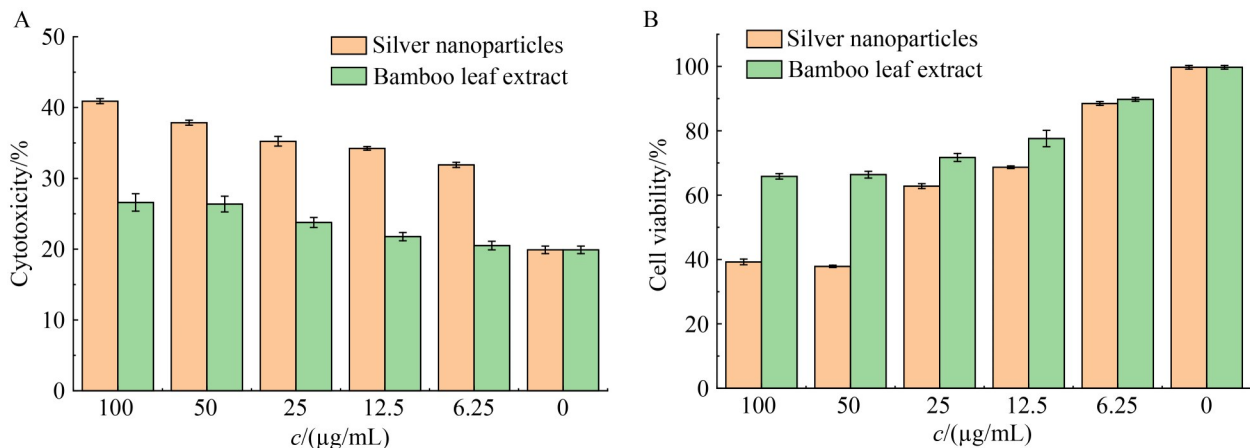 A
Cytotoxicity/%
50
40
30
20
10
0
Silver nanoparticles
Bamboo leaf extract
100 50 25 12.5 6.25 0
c/(µg/mL)
B
Cell viability/%
100
80
60
40
20
0
Silver nanoparticles
Bamboo leaf extract
100 50 25 12.5 6.25 0
c/(µg/mL)